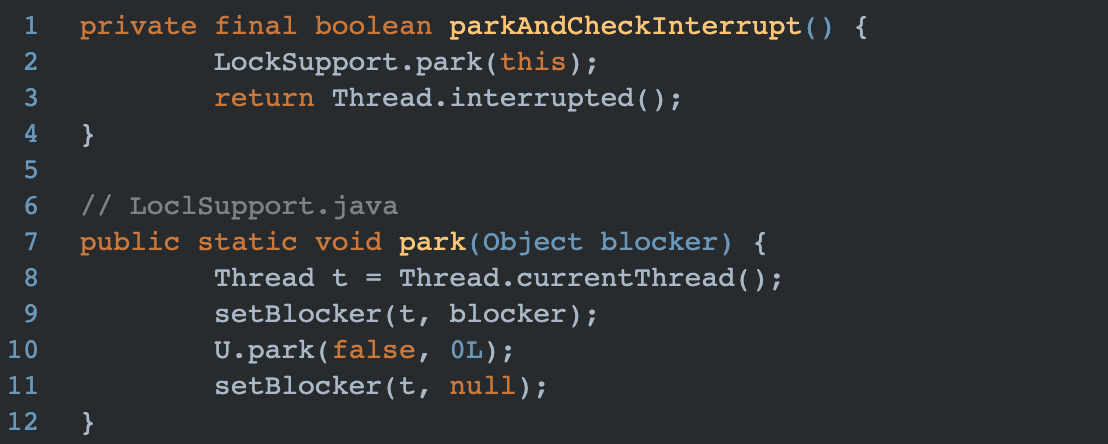 1 private final boolean parkAndCheckInterrupt() {
2 LockSupport.park(this);
3 return Thread.interrupted();
4 }
5
6 // LoclSupport.java
7 public static void park(Object blocker) {
8 Thread t = Thread.currentThread();
9 setBlocker(t, blocker);
10 U.park(false, 0L);
11 setBlocker(t, null);
12 }